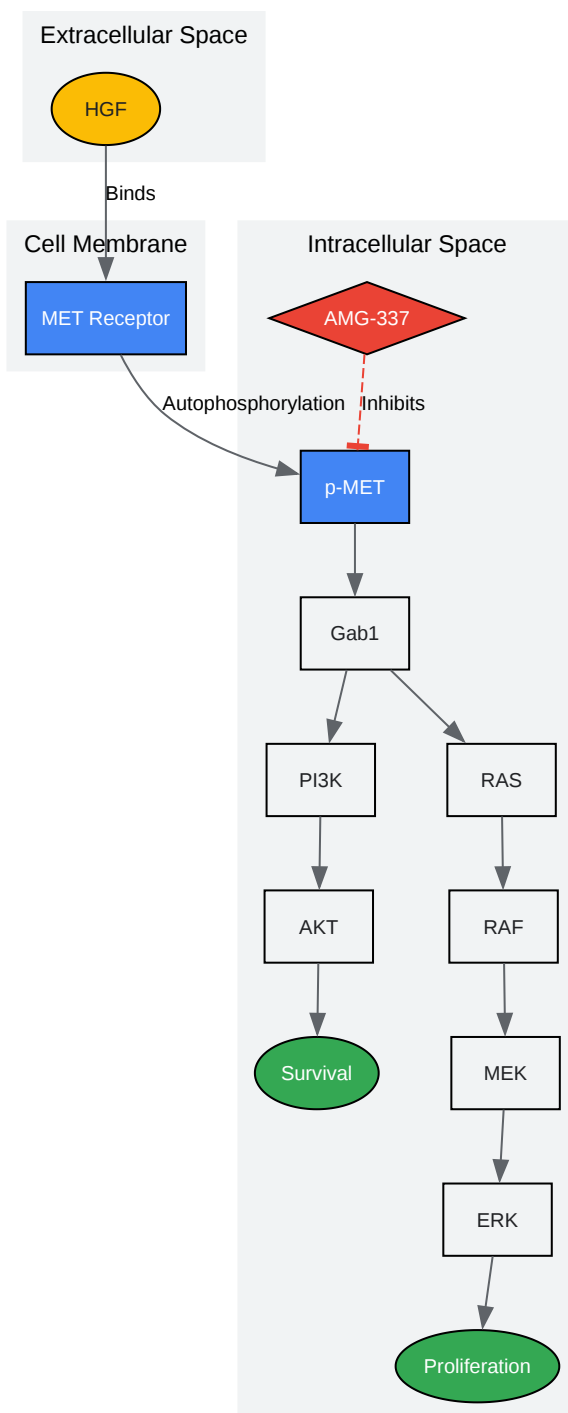 Extracellular Space
HGF
Binds
Cell Membrane
Intracellular Space
MET Receptor
AMG-337
Autophosphorylation
Inhibits
p-MET
Gab1
PI3K
RAS
AKT
RAF
Survival
MEK
ERK
Proliferation